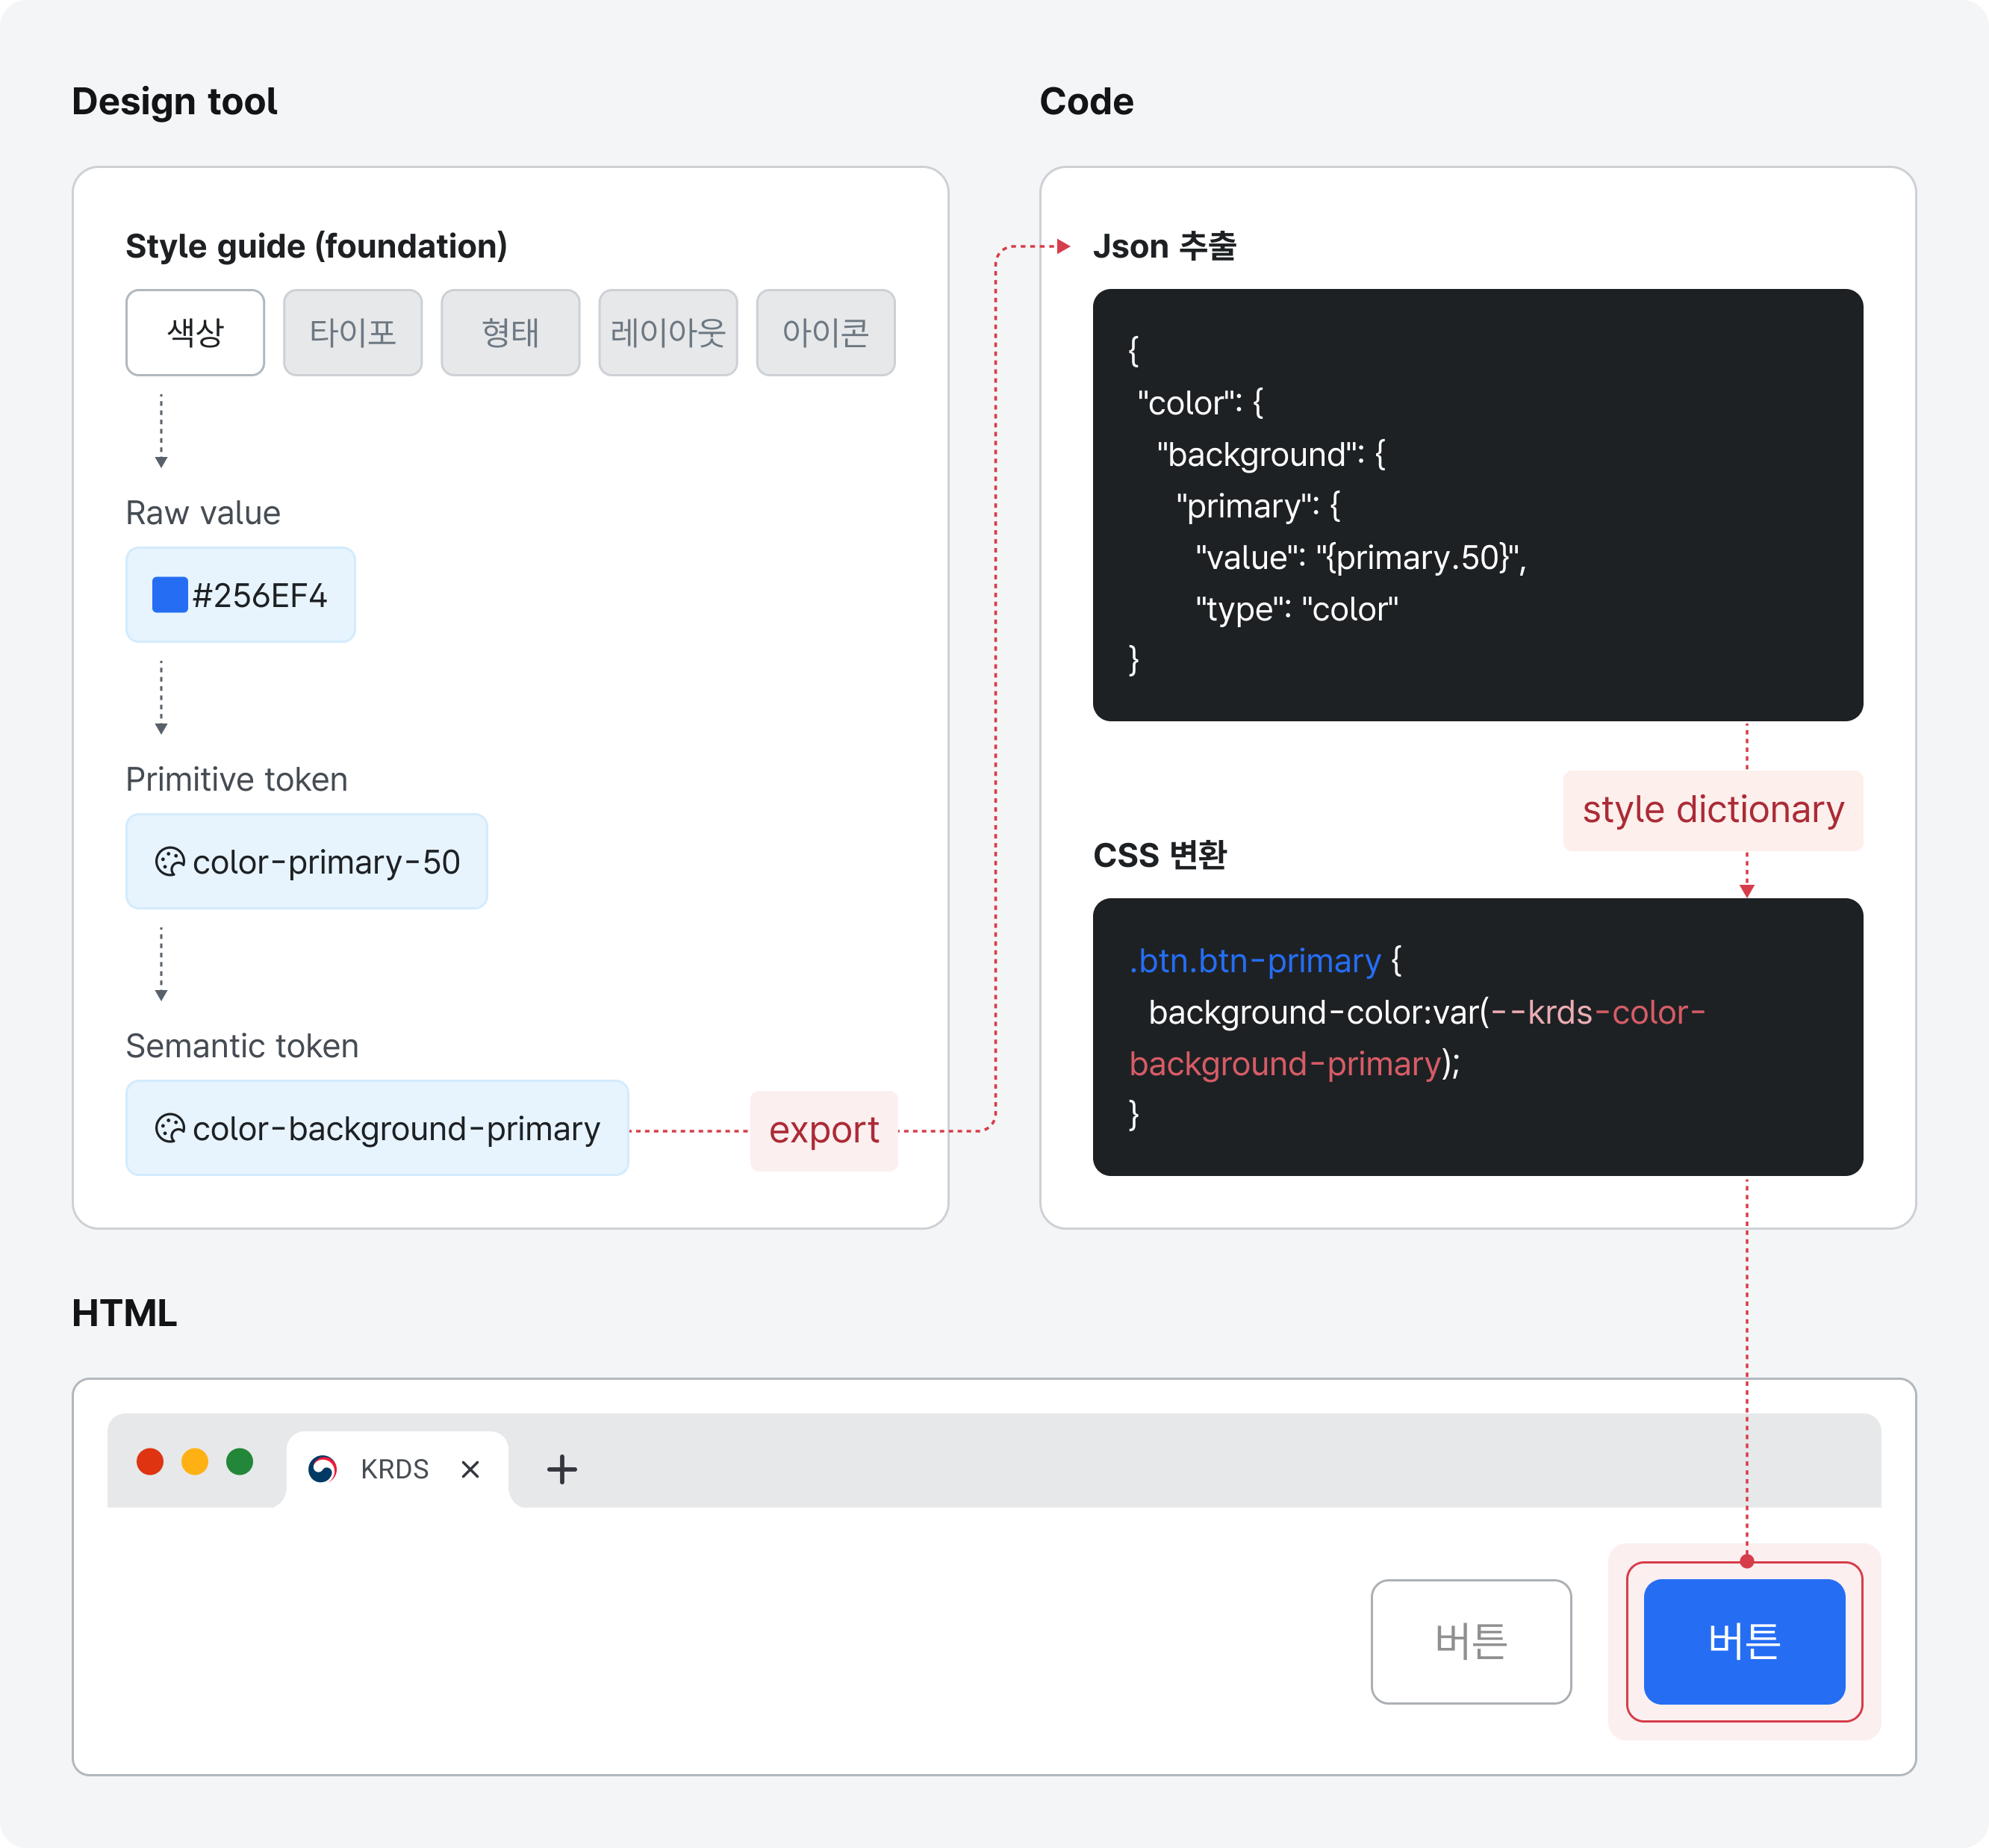 Design tool
Style guide (foundation)
색상
타이포
형태
레이아웃
아이콘
Raw value
#256EF4
Primitive token
color-primary-50
Semantic token
color-background-primary
export
Code
Json 추출
{
"color": {
"background": {
"primary": {
"value": "{primary.50}",
"type": "color"
}
style dictionary
CSS 변환
.btn.btn-primary {
background-color:var(--krds-color-
background-primary);
}
HTML
KRDS
버튼
버튼